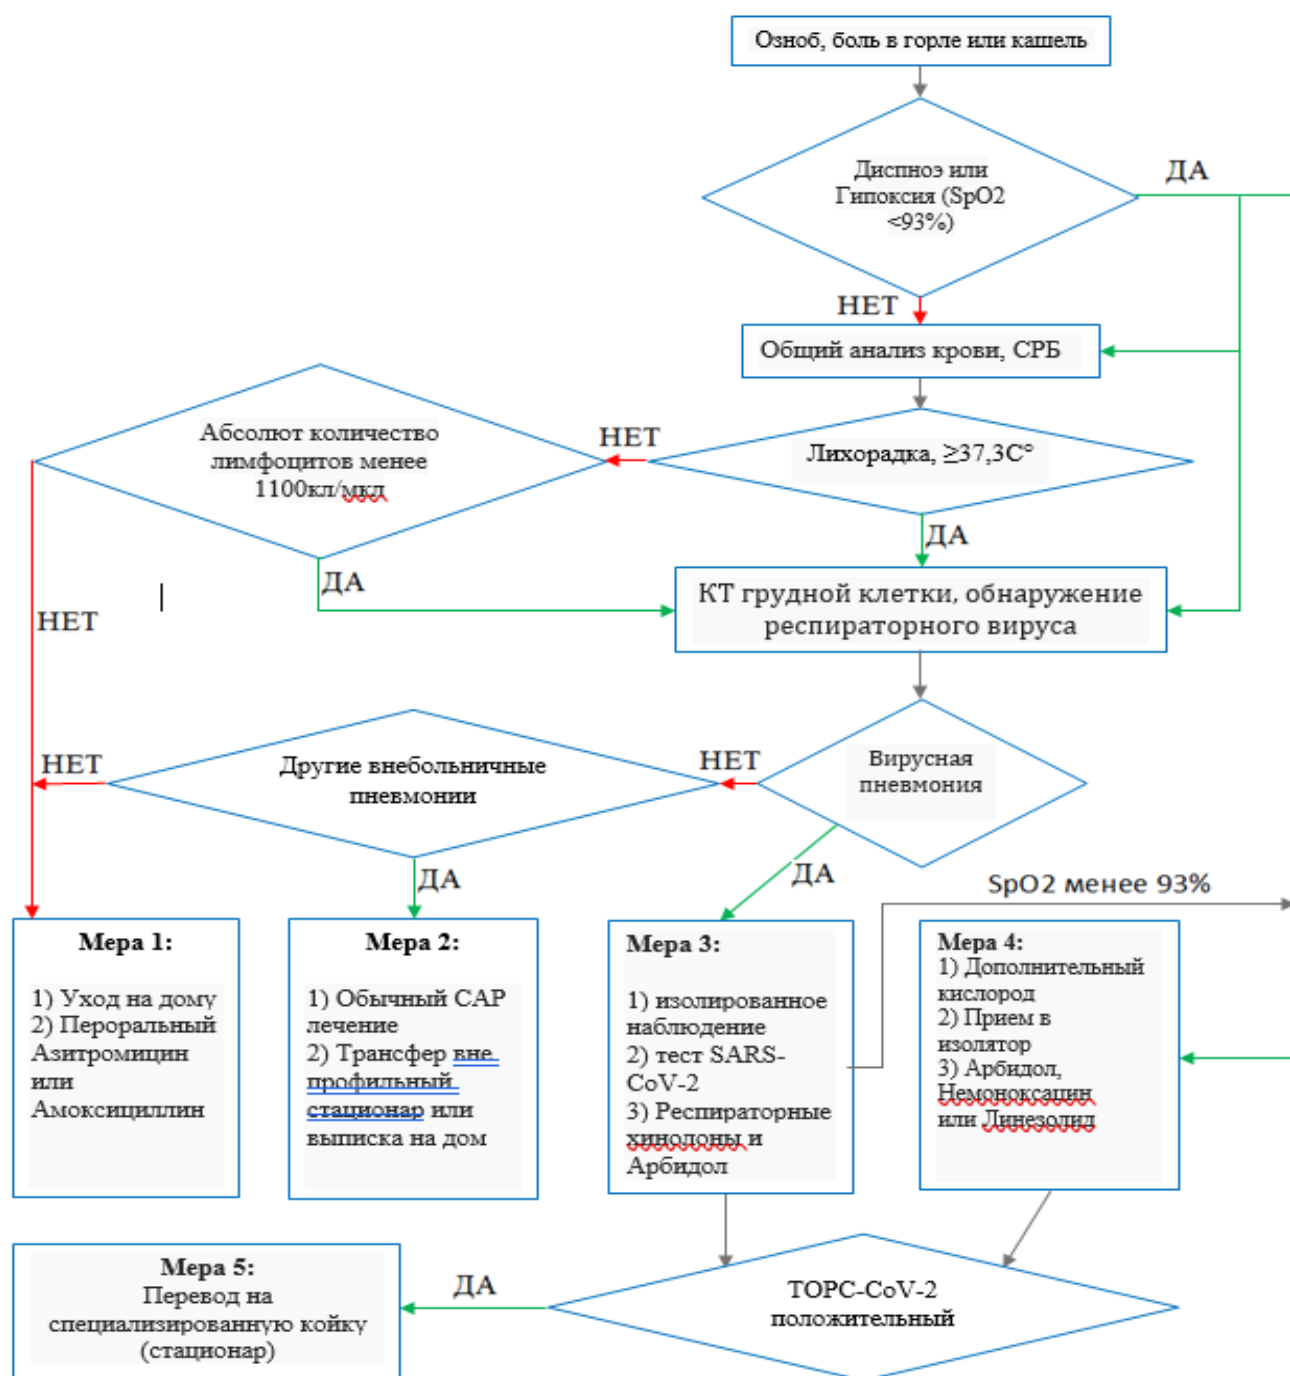 Озноб, боль в горле или кашель
Диспноэ или
Гипоксия (SpO2
<93%)
ДА
НЕТ
Общий анализ крови, СРБ
Абсолют количество
лимфоцитов менее
1100кл/мкл
НЕТ
Лихорадка, ≥37,3С°
ДА
ДА
НЕТ
КТ грудной клетки, обнаружение
респираторного вируса
НЕТ
Другие внебольничные
пневмонии
НЕТ
Вирусная
пневмония
ДА
ДА
SpO2 менее 93%
Мера 1:
1) Уход на дому
2) Пероральный
Азитромицин
или
Амоксициллин
Мера 2:
1) Обычный САР
лечение
2) Трансфер вне
профильный
стационар или
выписка на дом
Мера 3:
1) изолированное
наблюдение
2) тест SARS-
CoV-2
3) Респираторные
хинолоны и
Арбидол
Мера 4:
1) Дополнительный
кислород
2) Прием в
изолятор
3) Арбидол,
Немоноксацин
или Линезолид
Мера 5:
Перевод на
специализированную койку
(стационар)
ДА
ТОРС-CoV-2
положительный